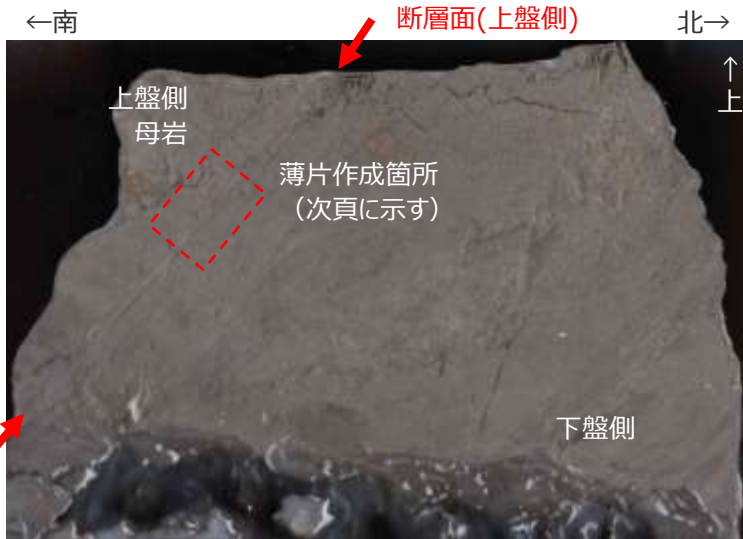 ←南
断層面(上盤側)
北→
↑
上
上盤側
母岩
薄片作成箇所
(次頁に示す)
下盤側